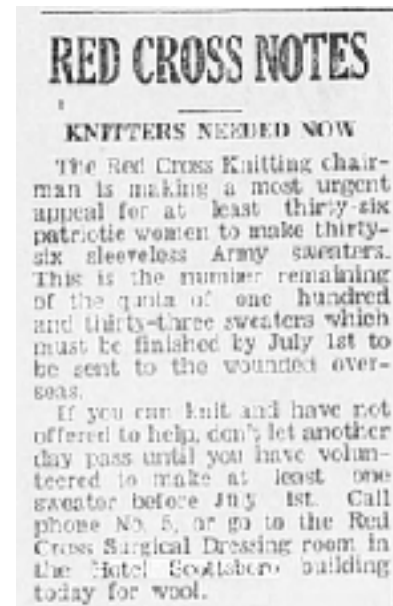 RED CROSS NOTES
KNITTERS NEEDED NOW
The Red Cross Knitting chair-
man is making a most urgent
appeal for at least thirty-six
patriotic women to make thirty-
six sleeveless Army sweaters.
This is the number remaining
of the quota of one hundred
and thirty-three sweaters which
must be finished by July 1st to
be sent to the wounded over-
seas.
If you can knit and have not
offered to help, don't let another
day pass until you have volun-
teered to make at least one
sweater before July 1st. Call
phone No. 5, or go to the Red
Cross Surgical Dressing room in
the Hotel Scottsboro building
today for wool.